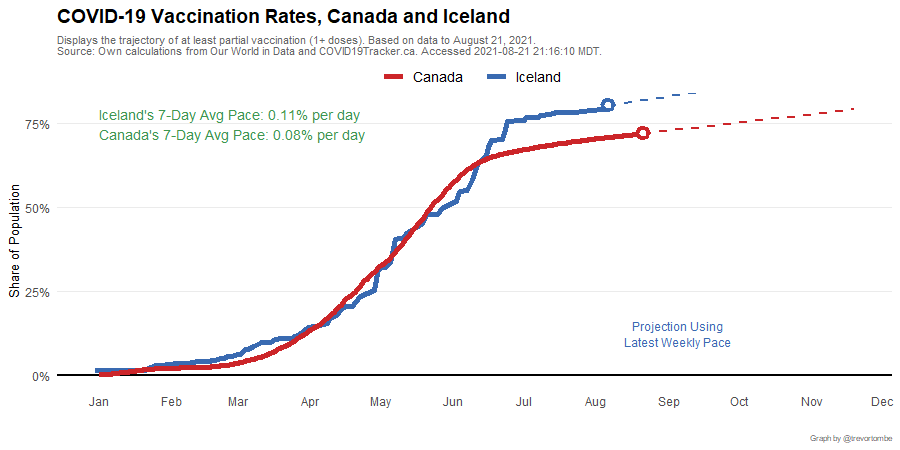 COVID-19 Vaccination Rates, Canada and Iceland
Displays the trajectory of at least partial vaccination (1+ doses). Based on data to August 21, 2021.
Source: Own calculations from Our World in Data and COVID19Tracker.ca. Accessed 2021-08-21 21:16:10 MDT.
Canada Iceland
Iceland's 7-Day Avg Pace: 0.11% per day
Canada's 7-Day Avg Pace: 0.08% per day
Share of Population
75%
50%
25%
0%
Projection Using
Latest Weekly Pace
Jan Feb Mar Apr May Jun Jul Aug Sep Oct Nov Dec
Graph by @trevortombe